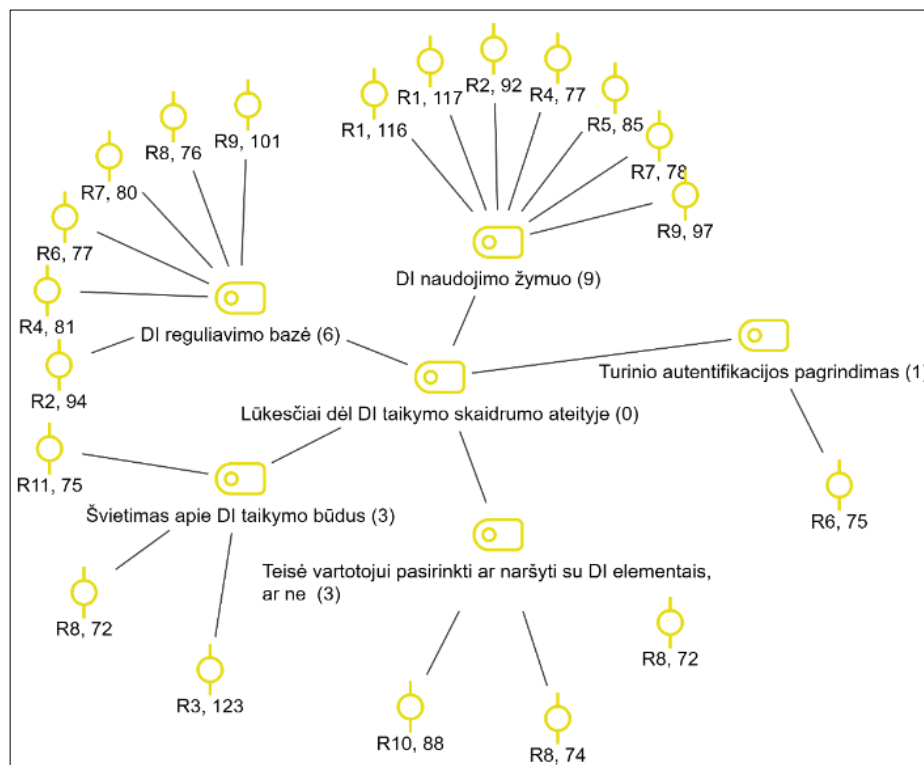 R1, 116
R1, 117
R2, 92
R4, 77
R5, 85
R7, 78
R9, 97
R9, 101
R8, 76
R7, 80
R6, 77
R4, 81
R2, 94
DI naudojimo žymuo (9)
DI reguliavimo bazė (6)
Turinio autentifikacijos pagrindimas (1)
Lūkesčiai dėl DI taikymo skaidrumo ateityje (0)
R11, 75
Švietimas apie DI taikymo būdus (3)
R6, 75
Teisė vartotojui pasirinkti ar naršyti su DI elementais,
ar ne (3)
R8, 72
R3, 123
R8, 72
R10, 88
R8, 74